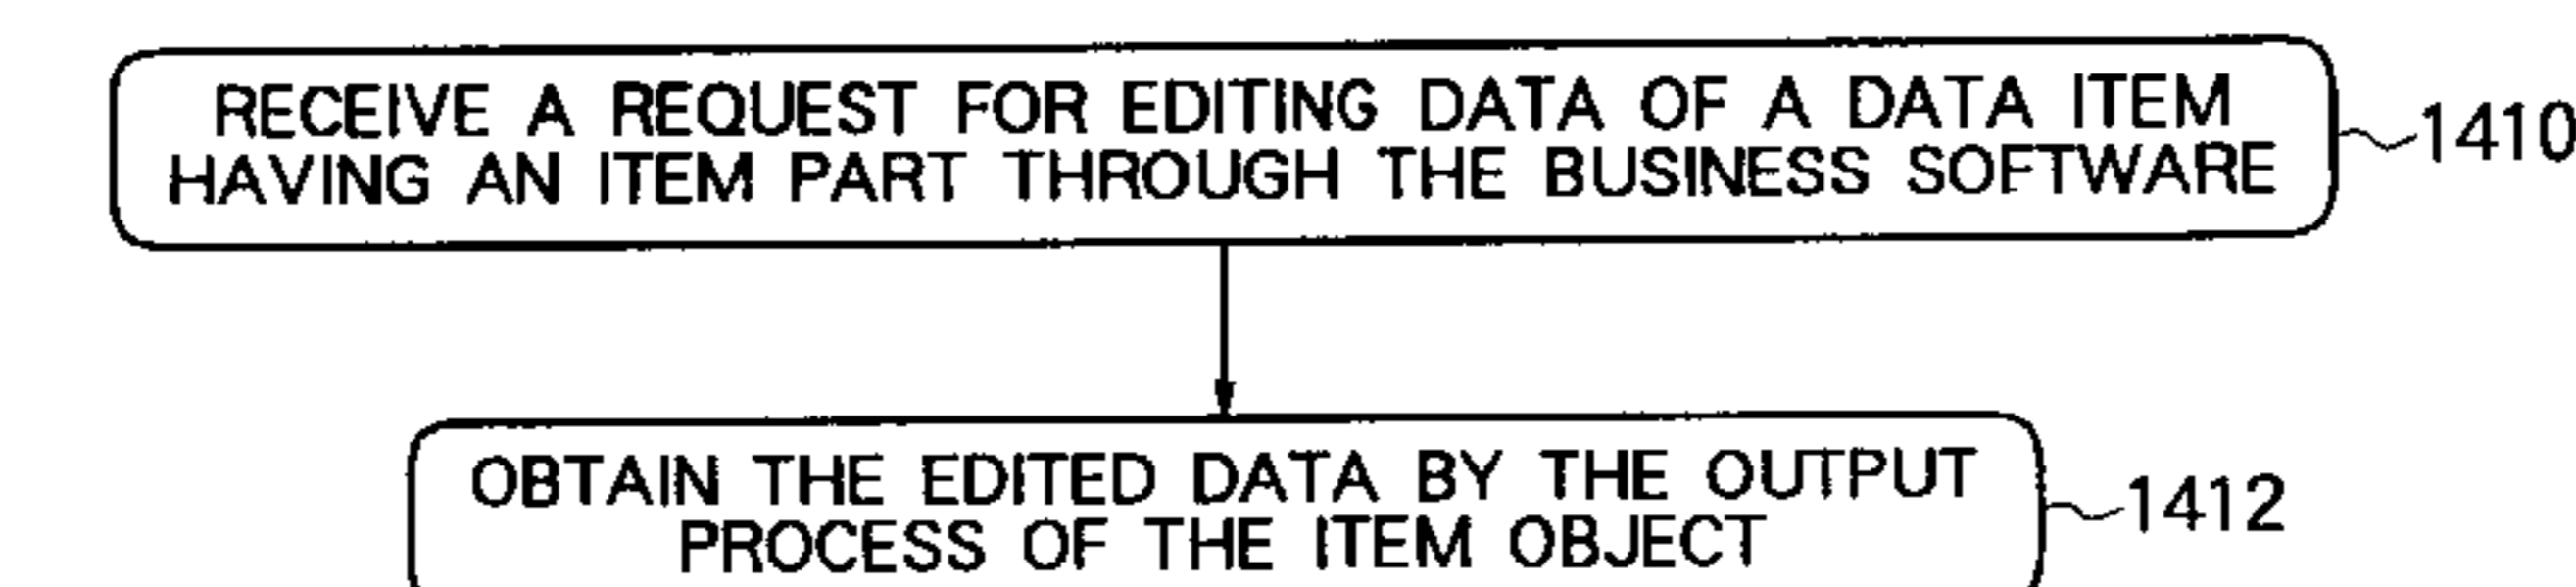 RECEIVE A REQUEST FOR EDITING DATA OF A DATA ITEM
HAVING AN ITEM PART THROUGH THE BUSINESS SOFTWARE
1410
OBTAIN THE EDITED DATA BY THE OUTPUT
PROCESS OF THE ITEM OBJECT
1412